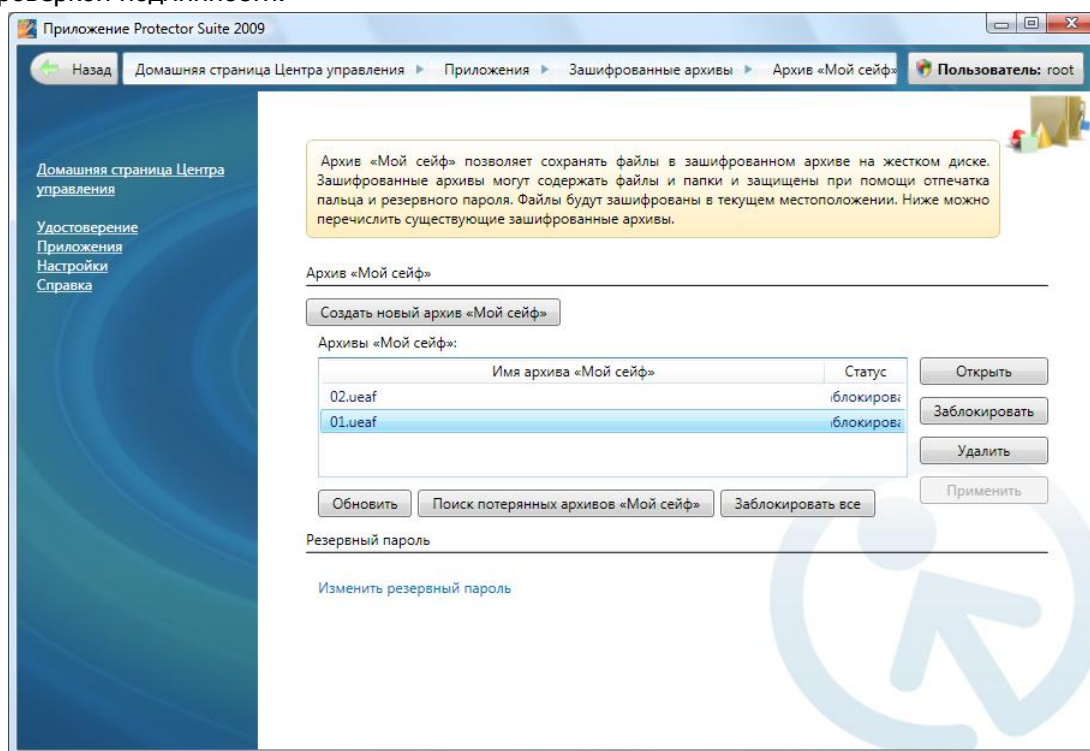 Приложение Protector Suite 2009
Назад Домашняя страница Центра управления Приложения Зашифрованные архивы Архив «Мой сейф» Пользователь: root
Домашняя страница Центра
управления
Удостоверение
Приложения
Настройки
Справка
Архив «Мой сейф» позволяет сохранять файлы в зашифрованном архиве на жестком диске.
Зашифрованные архивы могут содержать файлы и папки и защищены при помощи отпечатка
пальца и резервного пароля. Файлы будут зашифрованы в текущем местоположении. Ниже можно
перечислить существующие зашифрованные архивы.
Архив «Мой сейф»
Создать новый архив «Мой сейф»
Архивы «Мой сейф»:
Имя архива «Мой сейф» Статус
02.ueaf
01.ueaf
Открыть
Заблокировать
Удалить
Применить
Обновить Поиск потерянных архивов «Мой сейф» Заблокировать все
Резервный пароль
Изменить резервный пароль